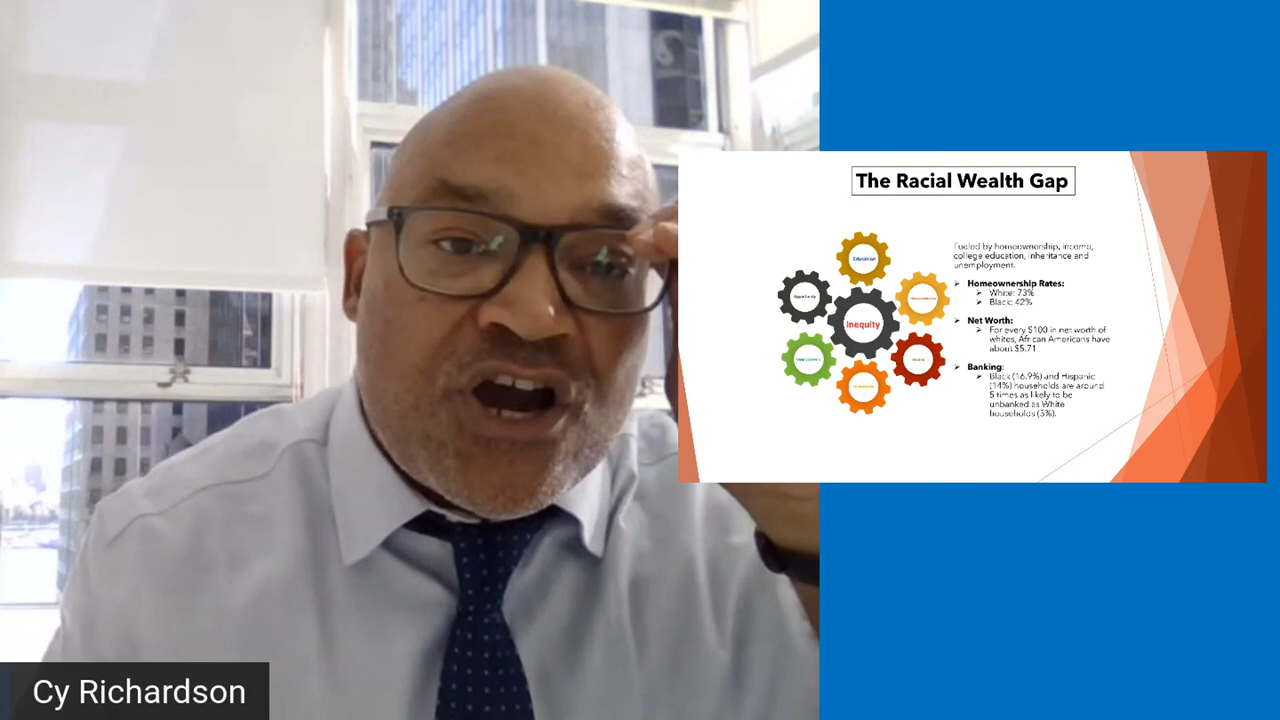 The Racial Wealth Gap
Education
Opportunity
Inequity
Fueled by homeownership, income,
college education, inheritance and
unemployment.
Homeownership Rates:
White: 73%
Black: 42%
Net Worth:
For every $100 in net worth of
whites, African Americans have
about $5.71
Banking:
Black (16.9%) and Hispanic
(14%) households are around
5 times as likely to be
unbanked as White
households (3%).
Cy Richardson